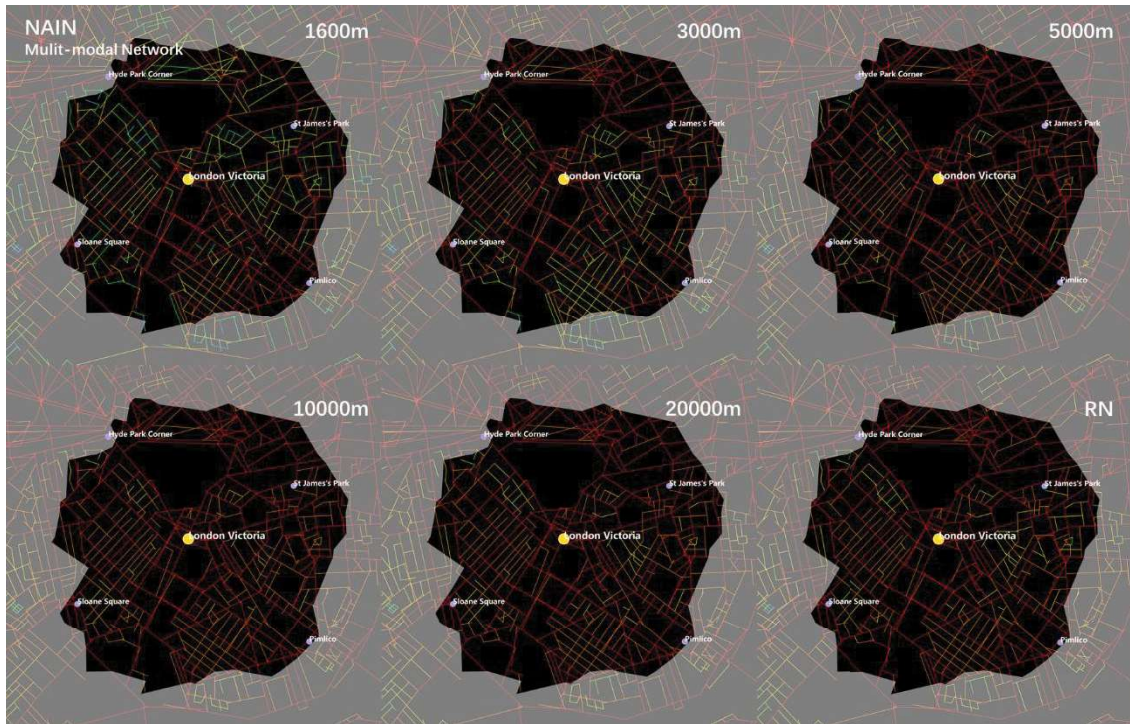 NAIN
Mulit-modal Network
1600m
Hyde Park Corner
St James's Park
London Victoria
Sloane Square
Pimlico
3000m
Hyde Park Corner
St James's Park
London Victoria
Sloane Square
Pimlico
5000m
Hyde Park Corner
St James's Park
London Victoria
Sloane Square
Pimlico
10000m
Hyde Park Corner
St James's Park
London Victoria
Sloane Square
Pimlico
20000m
Hyde Park Corner
St James's Park
London Victoria
Sloane Square
Pimlico
RN
Hyde Park Corner
St James's Park
London Victoria
Sloane Square
Pimlico